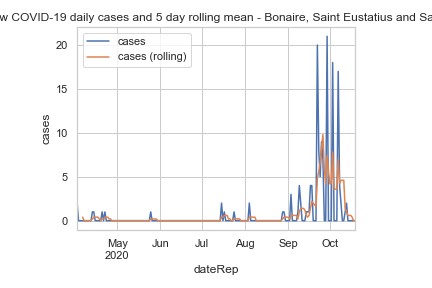 w COVID-19 daily cases and 5 day rolling mean - Bonaire, Saint Eustatius and Sa
cases
cases (rolling)
cases
20
15
10
5
0
May
2020
Jun
Jul
Aug
Sep
Oct
dateRep